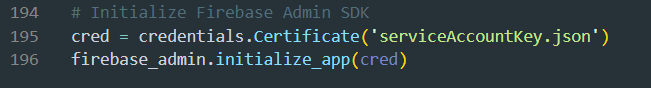 194 # Initialize Firebase Admin SDK
195 cred = credentials.Certificate('serviceAccountKey.json')
196 firebase_admin.initialize_app(cred)